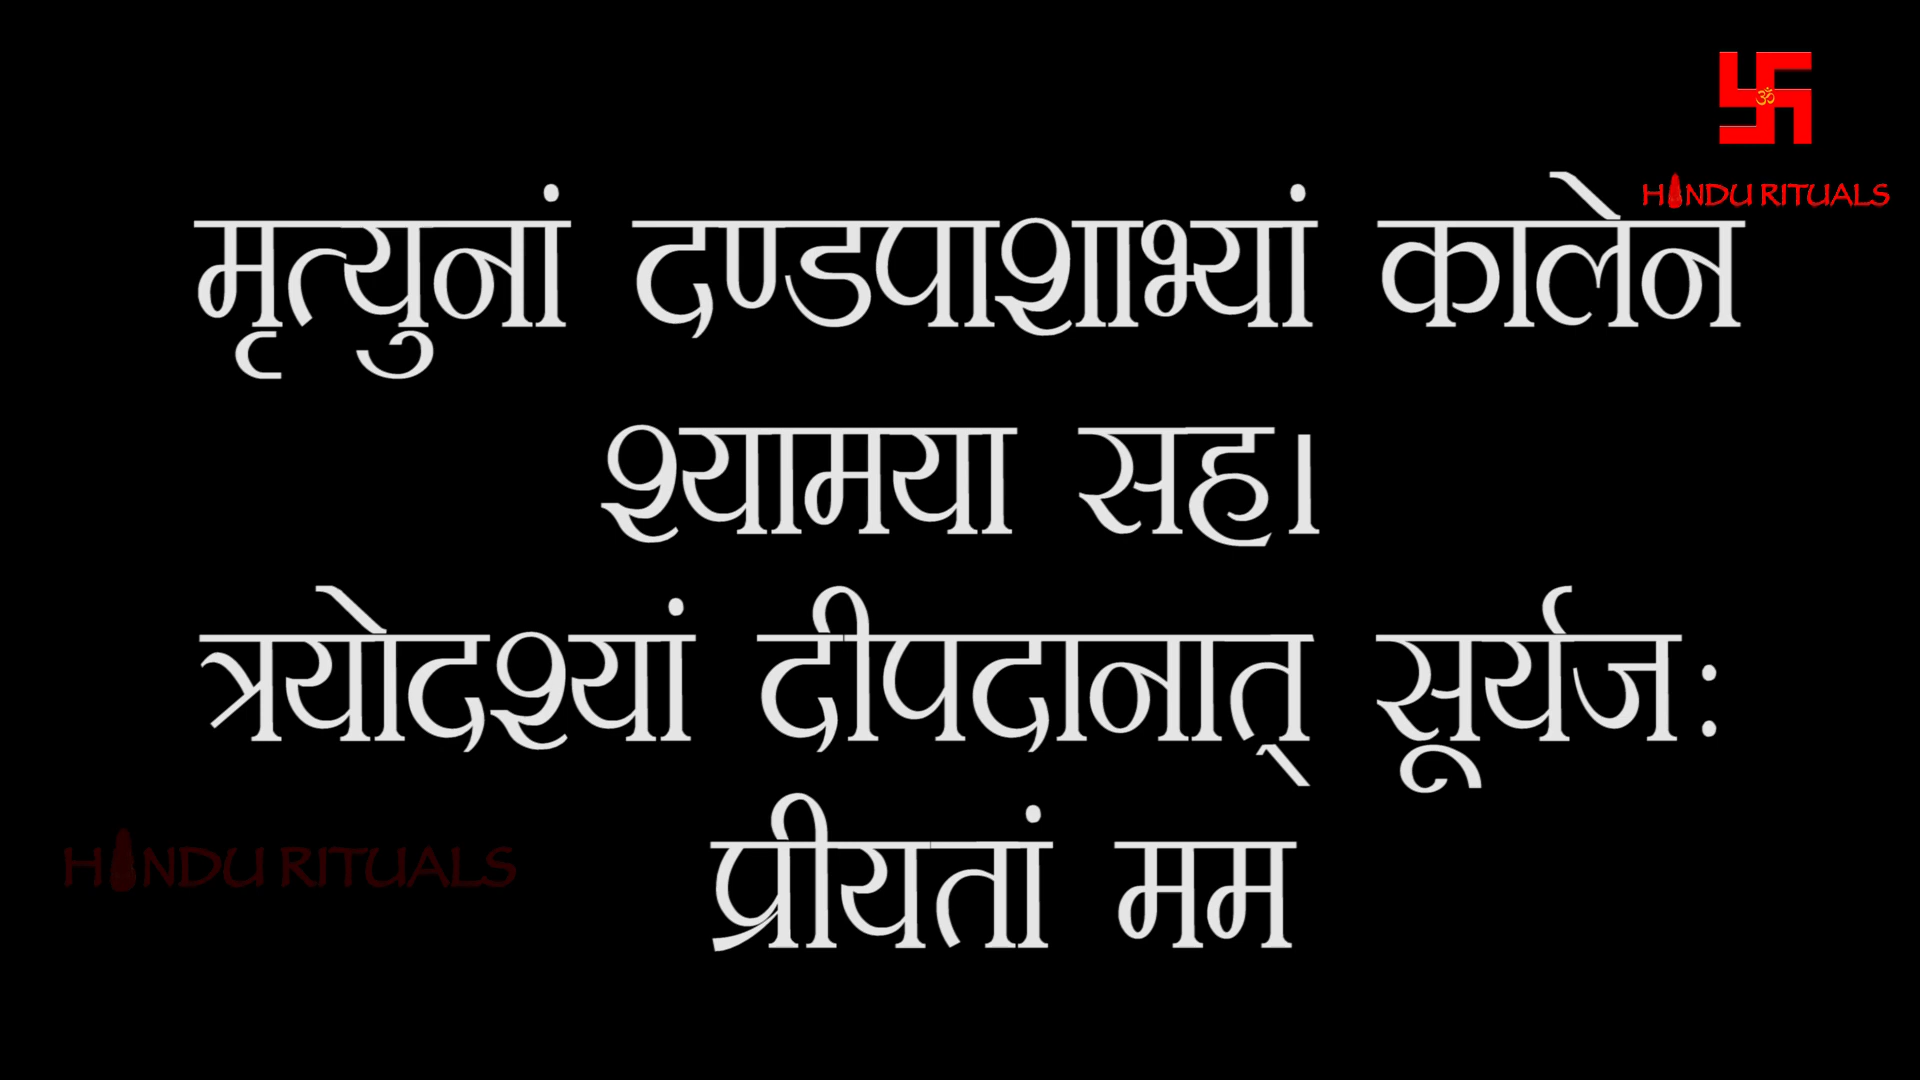 HINDU RITUALS
मृत्युनां दण्डपाशाभ्यां कालेन
श्यामया सह।
त्रयोदश्यां दीपदानात् सूर्यजः
प्रीयतां मम
HINDU RITUALS